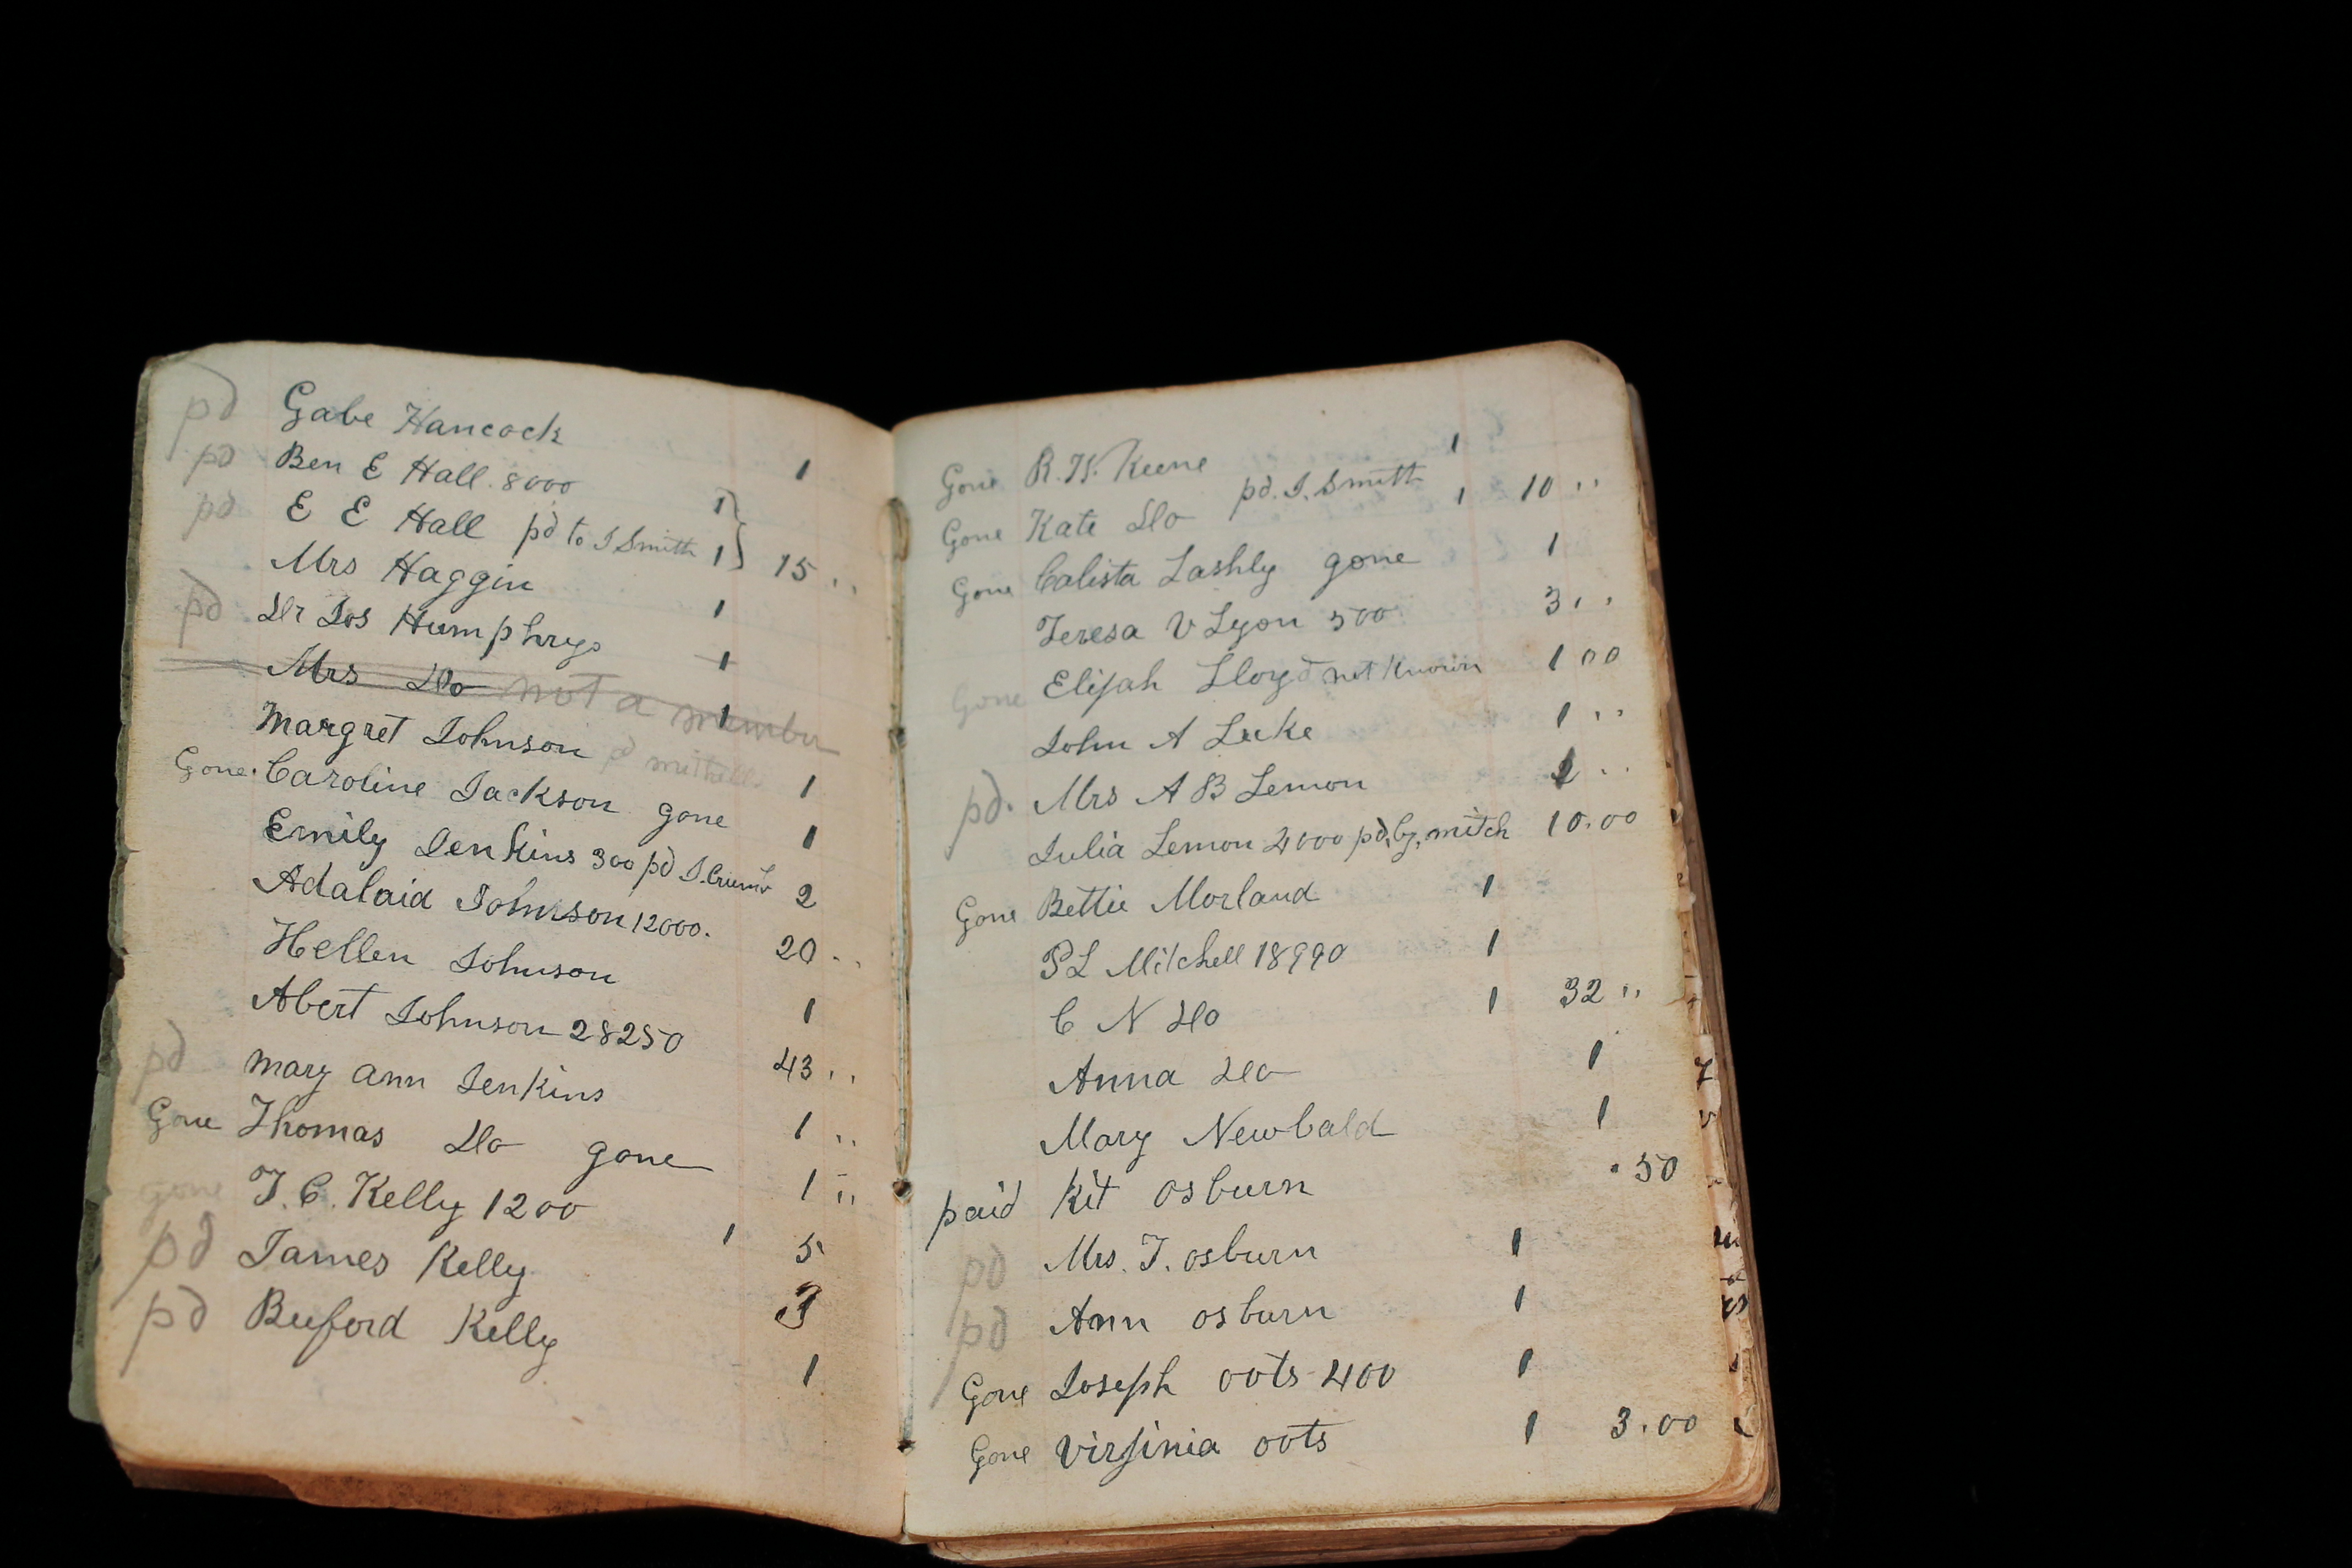 pd Gabe Hancock 1
pd Ben E Hall. 8000 1
pd E E Hall pd to J Smith 1 } 15 ..
Mrs Haggin 1
pd Dr Jos Humphrys 1
Mrs Do not a member 1
Margret Johnson pd mitchell 1
Gone. Caroline Jackson gone 1
Emily Jenkins 300 pd J. Crumb 2
Adalaid Johnson 12000. 20 ..
Hellen Johnson 1
Abert Johnson 28250 43 ..
pd Mary Ann Jenkins 1 ..
Gone Thomas Do gone 1 ..
gone T. C. Kelly 1200 1 5
pd James Kelly 3
pd Buford Kelly 1
Gone R. H. Keene 1
Gone Kate Do pd. J. Smith 1 10 ..
Gone Calista Lashly gone 1
Teresa V Lyon 500 3 ..
Gone Elijah Lloyd not Known 1 00
John A Luke 1 ..
pd. Mrs A B Lemon ..
Julia Lemon 4000 pd, by, mitch 10.00
Gone Bettie Morland 1
P L Mitchell 18990 1
C N Do 1 32 ..
Anna Do 1
Mary Newbald 1
paid Kit Osburn .50
pd Mrs. T. Osburn 1
pd Ann Osburn 1
Gone Joseph oots 400 1
Gone Virjinia oots 1 3.00